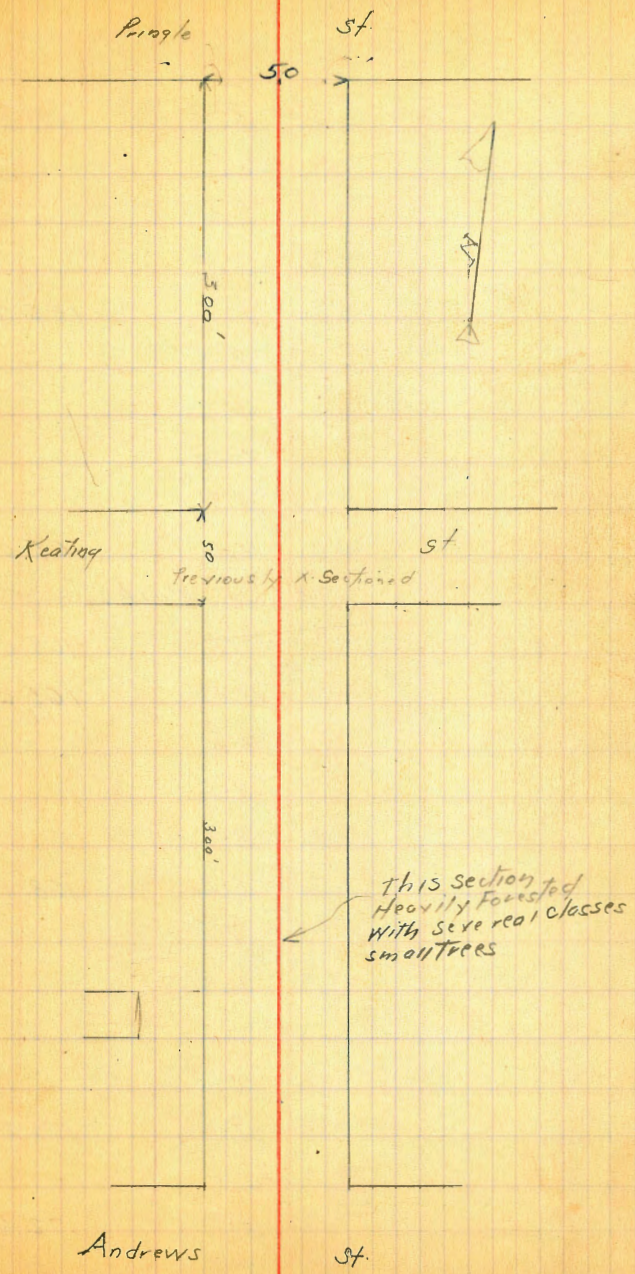 Pringle St.
50
300'
N
Keating St
50
Previously X-Sectioned
300'
This Section
Heavily Forested
With Severeal Classes
small Trees
Andrews St.